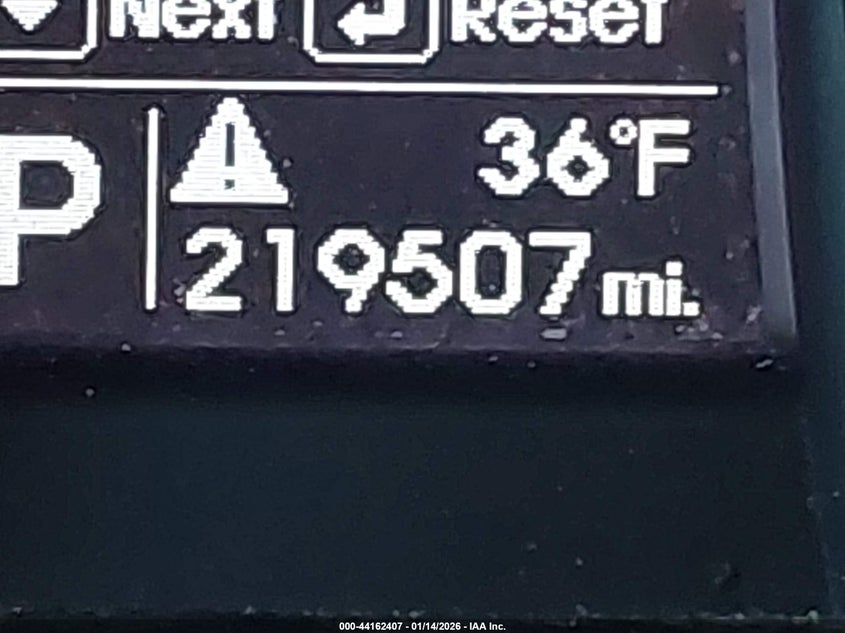 Next Reset
P 36°F
219507 mi.
000-44162407 - 01/14/2026 - IAA Inc.